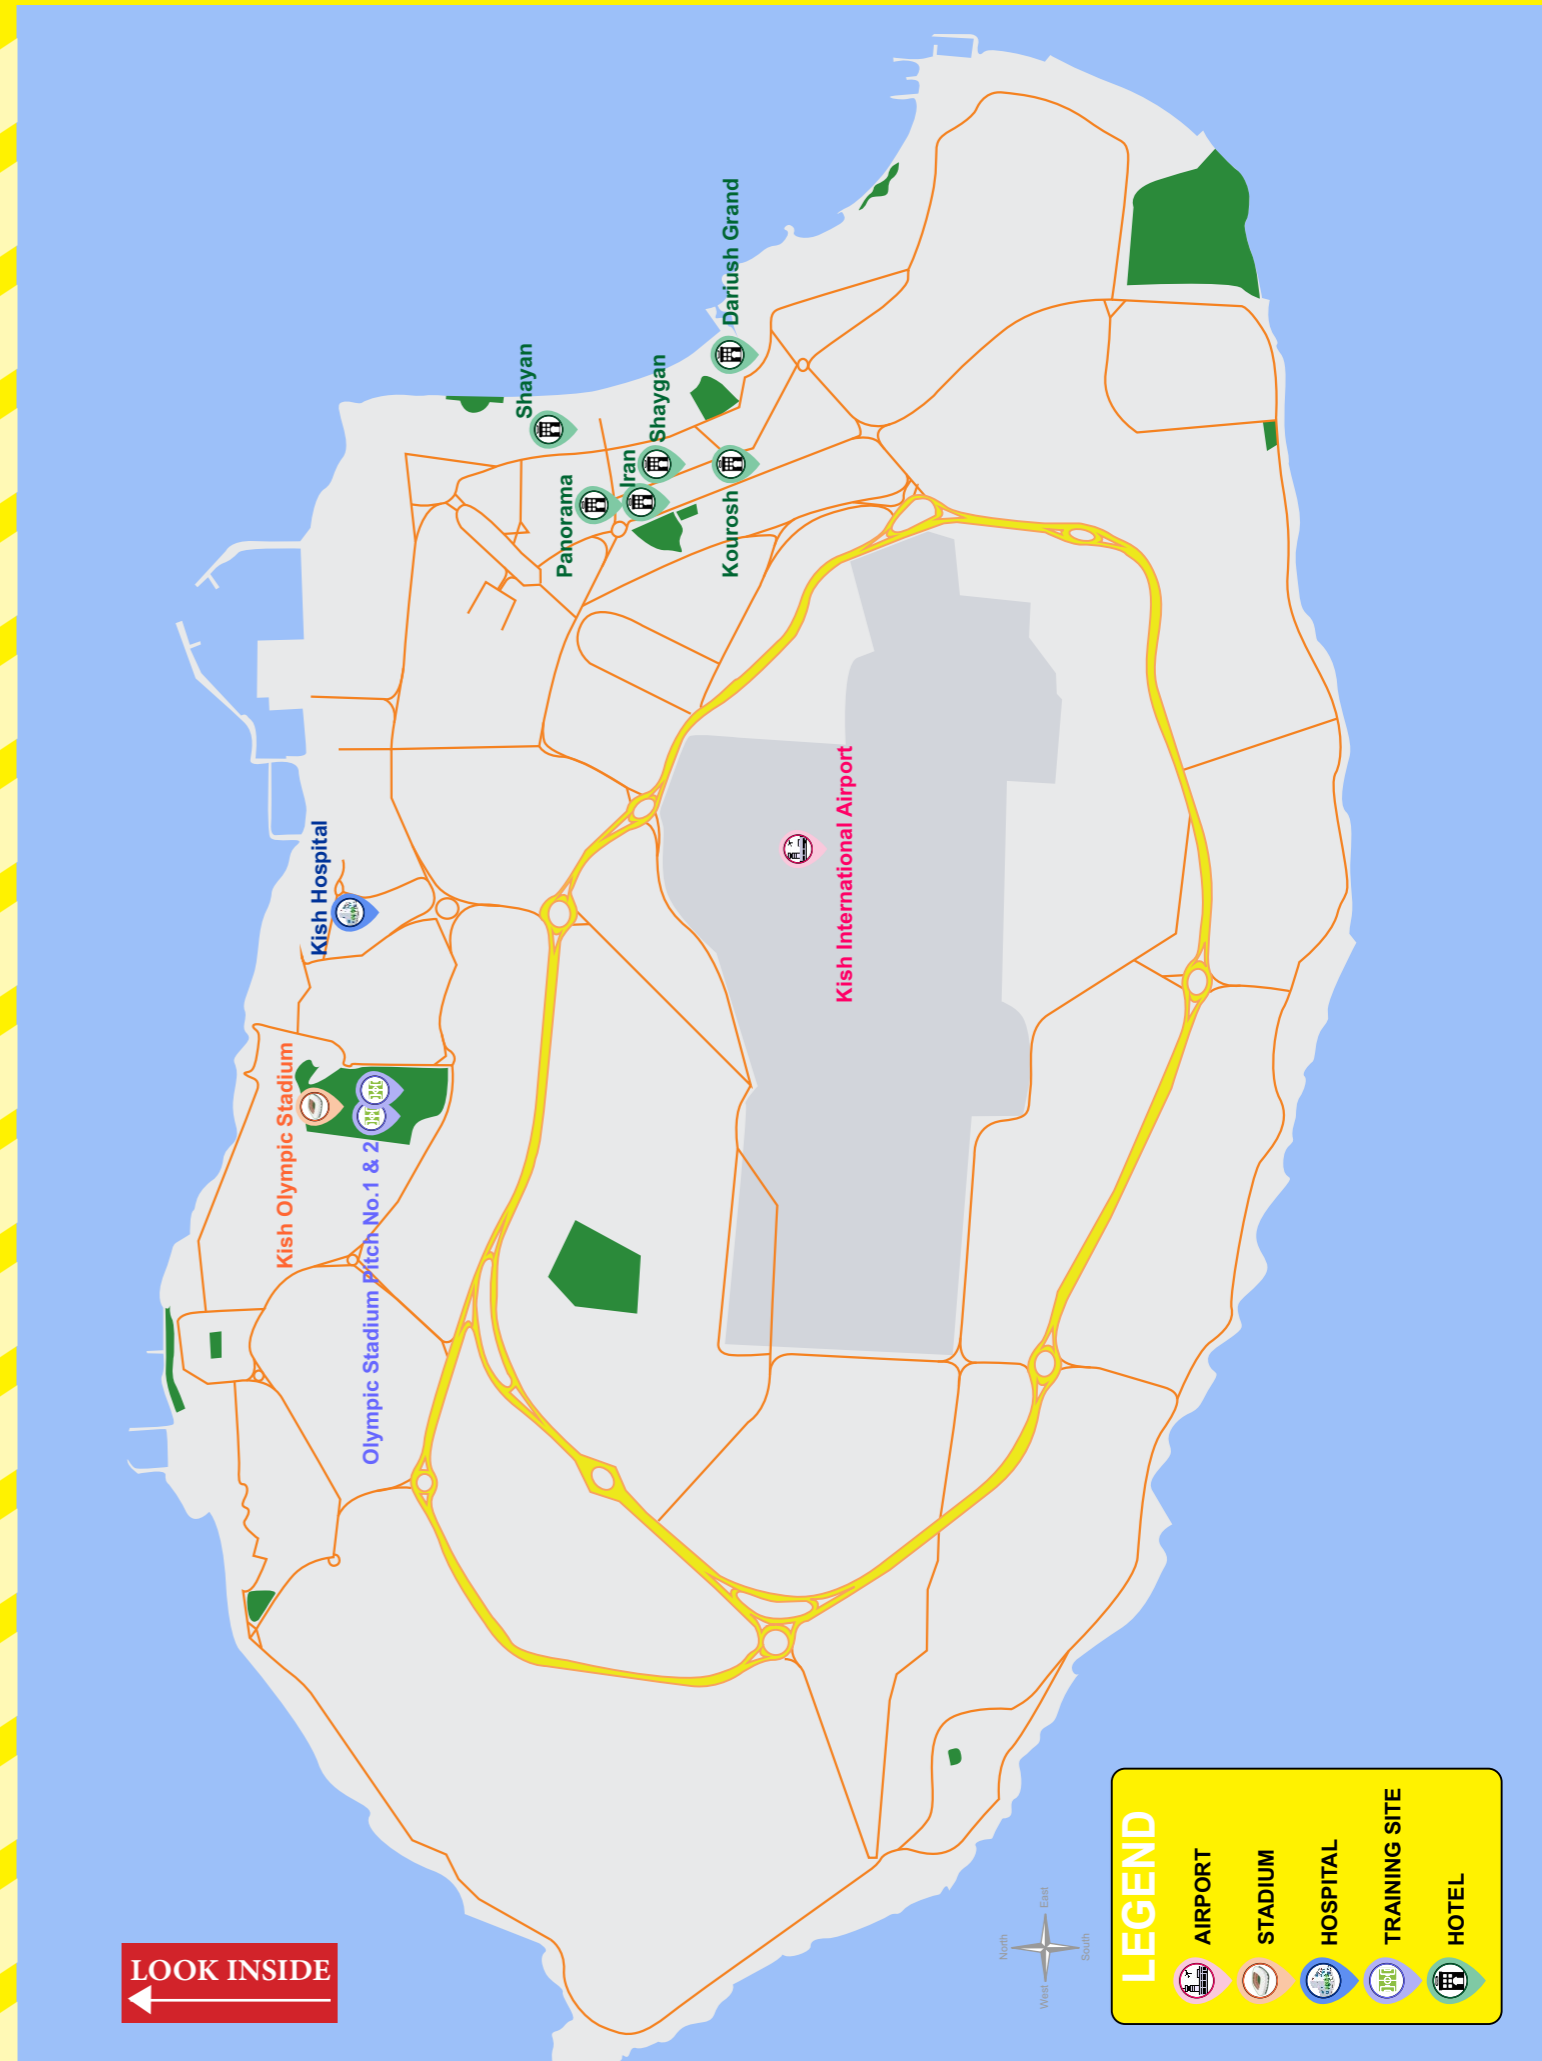 Shayan
Dariush Grand
Shaygan
Iran
Panorama
Kourosh
Kish International Airport
Kish Hospital
Kish Olympic Stadium
Olympic Stadium Pitch No.1 & 2
LOOK INSIDE
North
East
West
South
LEGEND
AIRPORT
STADIUM
HOSPITAL
TRAINING SITE
HOTEL